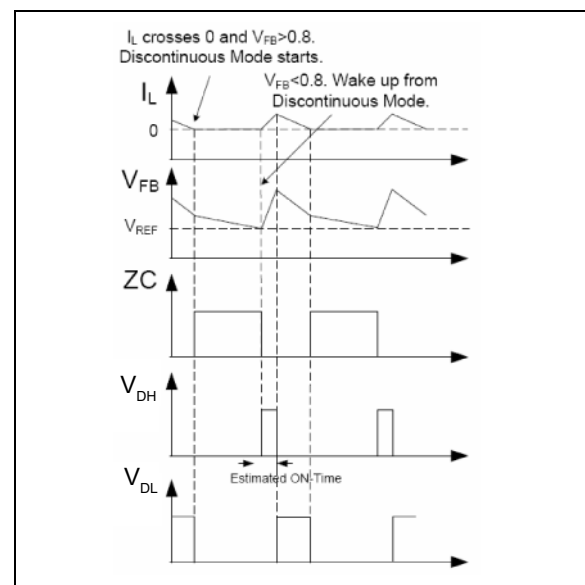 I_L crosses 0 and V_FB>0.8.
Discontinuous Mode starts.
V_FB<0.8. Wake up from
Discontinuous Mode.
I_L
0
V_FB
V_REF
ZC
V_DH
Estimated ON-Time
V_DL